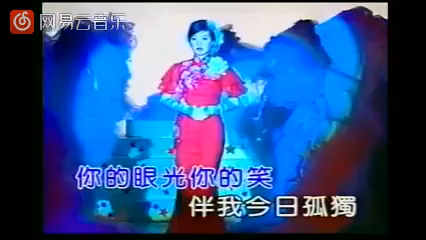 网易云音乐
你的眼光你的笑
伴我今日孤獨